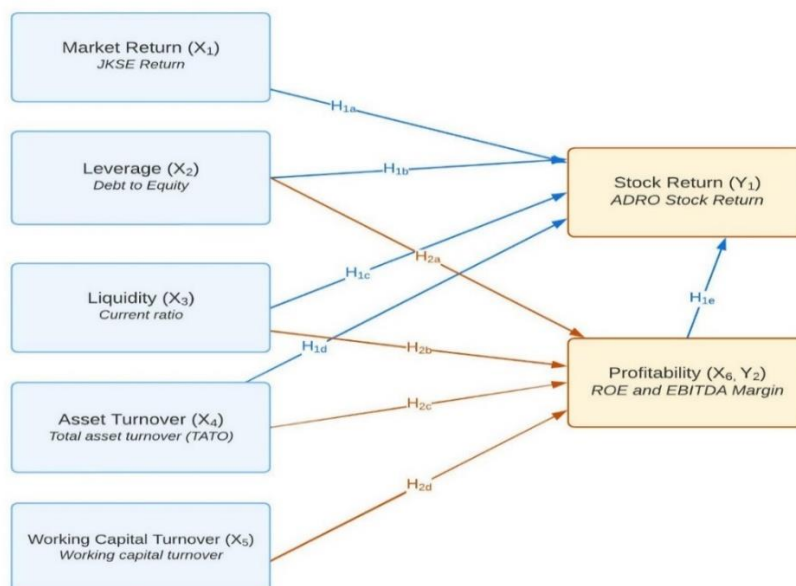 Market Return (X₁)
JKSE Return
H₁ₐ
Leverage (X₂)
Debt to Equity
H₁b
Stock Return (Y₁)
ADRO Stock Return
H₂ₐ
H₁c
Liquidity (X₃)
Current ratio
H₁ₑ
H₁d
H₂b
Profitability (X₆, Y₂)
ROE and EBITDA Margin
Asset Turnover (X₄)
Total asset turnover (TATO)
H₂c
H₂d
Working Capital Turnover (X₅)
Working capital turnover